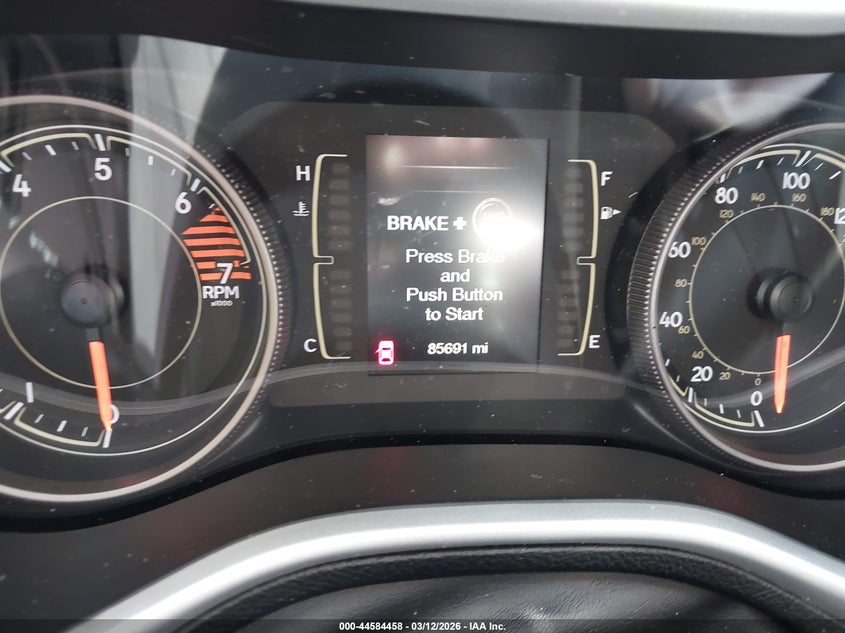 4
5
6
7
RPM
x1000
0
H
C
BRAKE +
Press Brake
and
Push Button
to Start
85691 mi
F
E
0
20
40
60
80
100
20
40
60
80
100
120
140
160
180
0
000-44584458 - 03/12/2026 - IAA Inc.